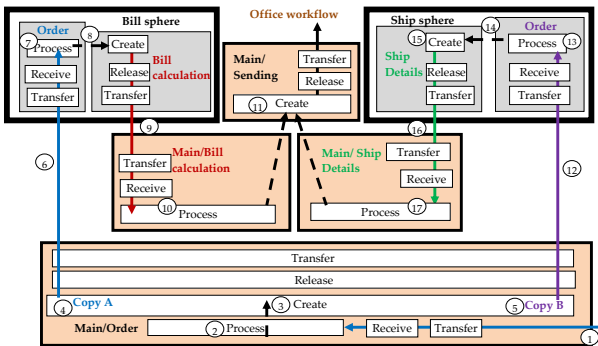 Office workflow
Order
Bill sphere
7
Process
8
Create
Receive
Release
Bill
calculation
Transfer
Transfer
Main/
Sending
Transfer
Release
11
Create
Ship sphere
14
Order
15
Create
Process
13
Ship
Details
Release
Receive
Transfer
Transfer
9
16
6
12
Main/Bill
calculation
Transfer
Receive
10
Process
Main/ Ship
Details
Transfer
Receive
Process
17
Transfer
Release
4
Copy A
3
Create
5
Copy B
Main/Order
2
Process
Receive
Transfer
1